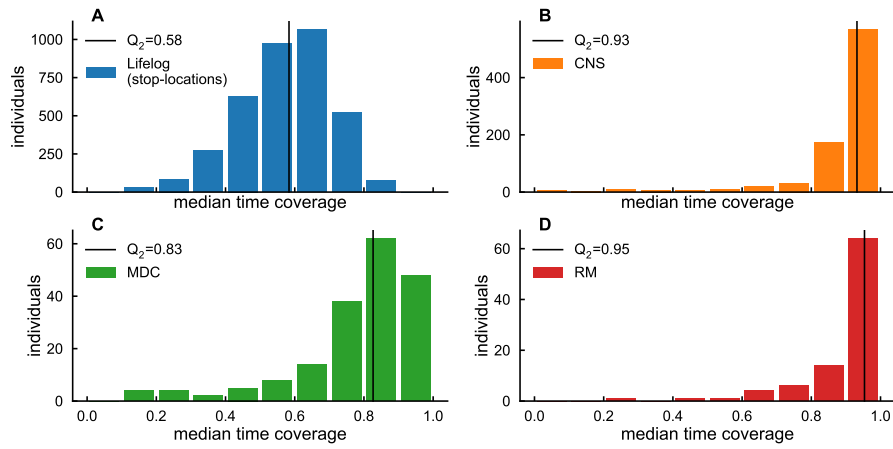 A
Q2=0.58
Lifelog
(stop-locations)
1000
750
500
250
0
individuals
median time coverage
B
Q2=0.93
CNS
400
200
0
individuals
median time coverage
C
Q2=0.83
MDC
60
40
20
0
individuals
0.0 0.2 0.4 0.6 0.8 1.0
median time coverage
D
Q2=0.95
RM
60
40
20
0
individuals
0.0 0.2 0.4 0.6 0.8 1.0
median time coverage